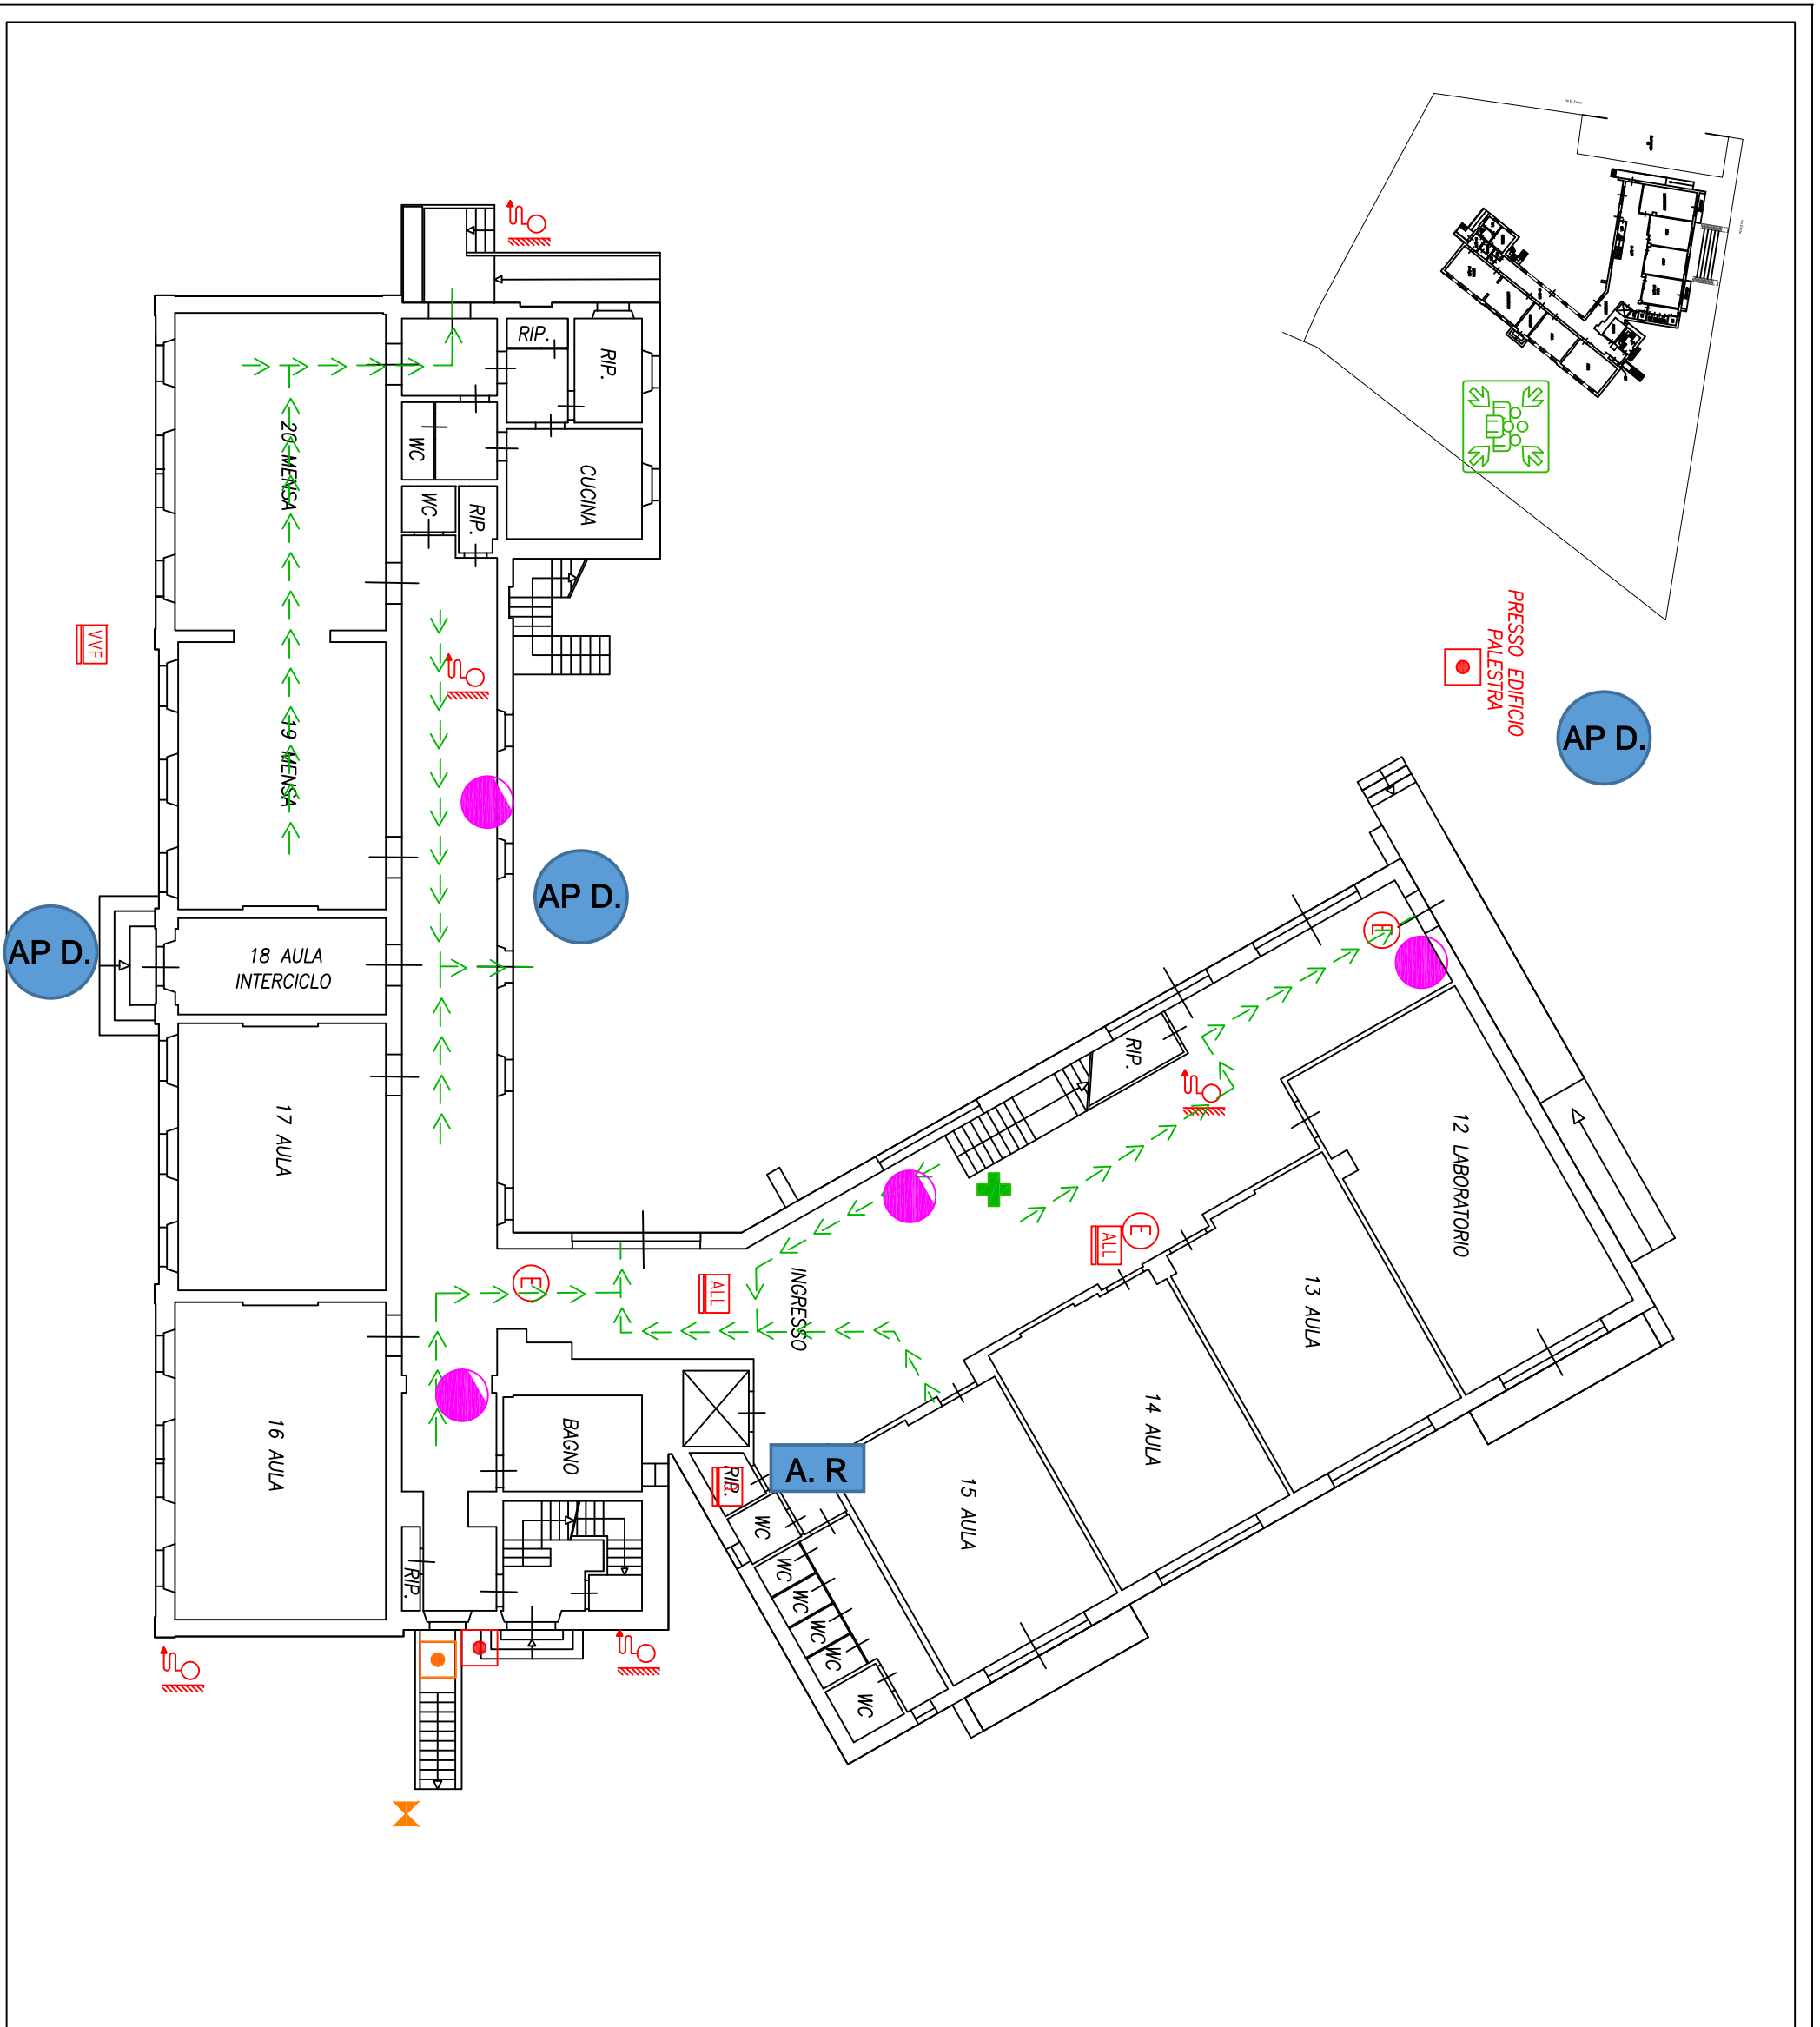 PRESSO EDIFICIO
PALESTRA
AP D.
RIP.
RIP.
WC
CUCINA
WC
RIP.
20 MENSA
VVF
19 MENSA
AP D.
AP D.
18 AULA
INTERCICLO
E
RIP.
12 LABORATORIO
17 AULA
E
ALL
E
ALL
INGRESSO
13 AULA
14 AULA
16 AULA
BAGNO
A. R
RIP.
15 AULA
WC
WC
WC
WC
WC
WC
RIP.